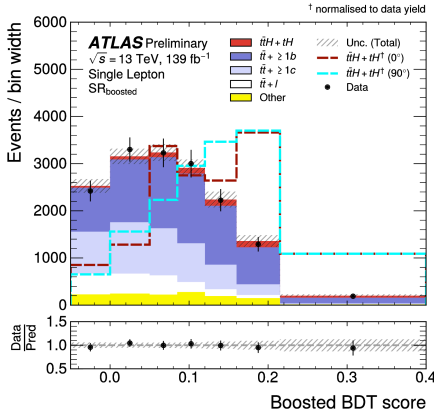 † normalised to data yield
Events / bin width
6000
5000
4000
3000
2000
1000
0
ATLAS Preliminary
√s = 13 TeV, 139 fb⁻¹
Single Lepton
SR_boosted
tt̄H + tH
tt̄ + ≥1b
tt̄ + ≥1c
tt̄ + l
Other
Unc. (Total)
tt̄H + tH† (0°)
tt̄H + tH† (90°)
Data
Data
Pred
1.5
1.0
0.5
0.0 0.1 0.2 0.3 0.4
Boosted BDT score